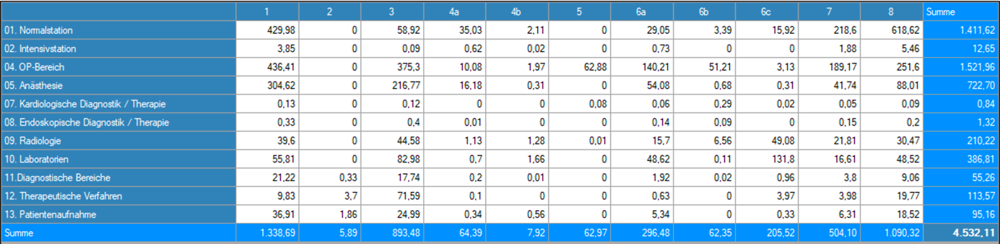 1 2 3 4a 4b 5 6a 6b 6c 7 8 Summe
01. Normalstation 429,98 0 58,92 35,03 2,11 0 29,05 3,39 15,92 218,6 618,62 1.411,62
02. Intensivstation 3,85 0 0,09 0,62 0,02 0 0,73 0 0 1,88 5,46 12,65
04. OP-Bereich 436,41 0 375,3 10,08 1,97 62,88 140,21 51,21 3,13 189,17 251,6 1.521,96
05. Anästhesie 304,62 0 216,77 16,18 0,31 0 54,08 0,68 0,31 41,74 88,01 722,70
07. Kardiologische Diagnostik / Therapie 0,13 0 0,12 0 0 0,08 0,06 0,29 0,02 0,05 0,09 0,84
08. Endoskopische Diagnostik / Therapie 0,33 0 0,4 0,01 0 0 0,14 0,09 0 0,15 0,2 1,32
09. Radiologie 39,6 0 44,58 1,13 1,28 0,01 15,7 6,56 49,08 21,81 30,47 210,22
10. Laboratorien 55,81 0 82,98 0,7 1,66 0 48,62 0,11 131,8 16,61 48,52 386,81
11.Diagnostische Bereiche 21,22 0,33 17,74 0,2 0,01 0 1,92 0,02 0,96 3,8 9,06 55,26
12. Therapeutische Verfahren 9,83 3,7 71,59 0,1 0 0 0,63 0 3,97 3,98 19,77 113,57
13. Patientenaufnahme 36,91 1,86 24,99 0,34 0,56 0 5,34 0 0,33 6,31 18,52 95,16
Summe 1.338,69 5,89 893,48 64,39 7,92 62,97 296,48 62,35 205,52 504,10 1.090,32 4.532,11